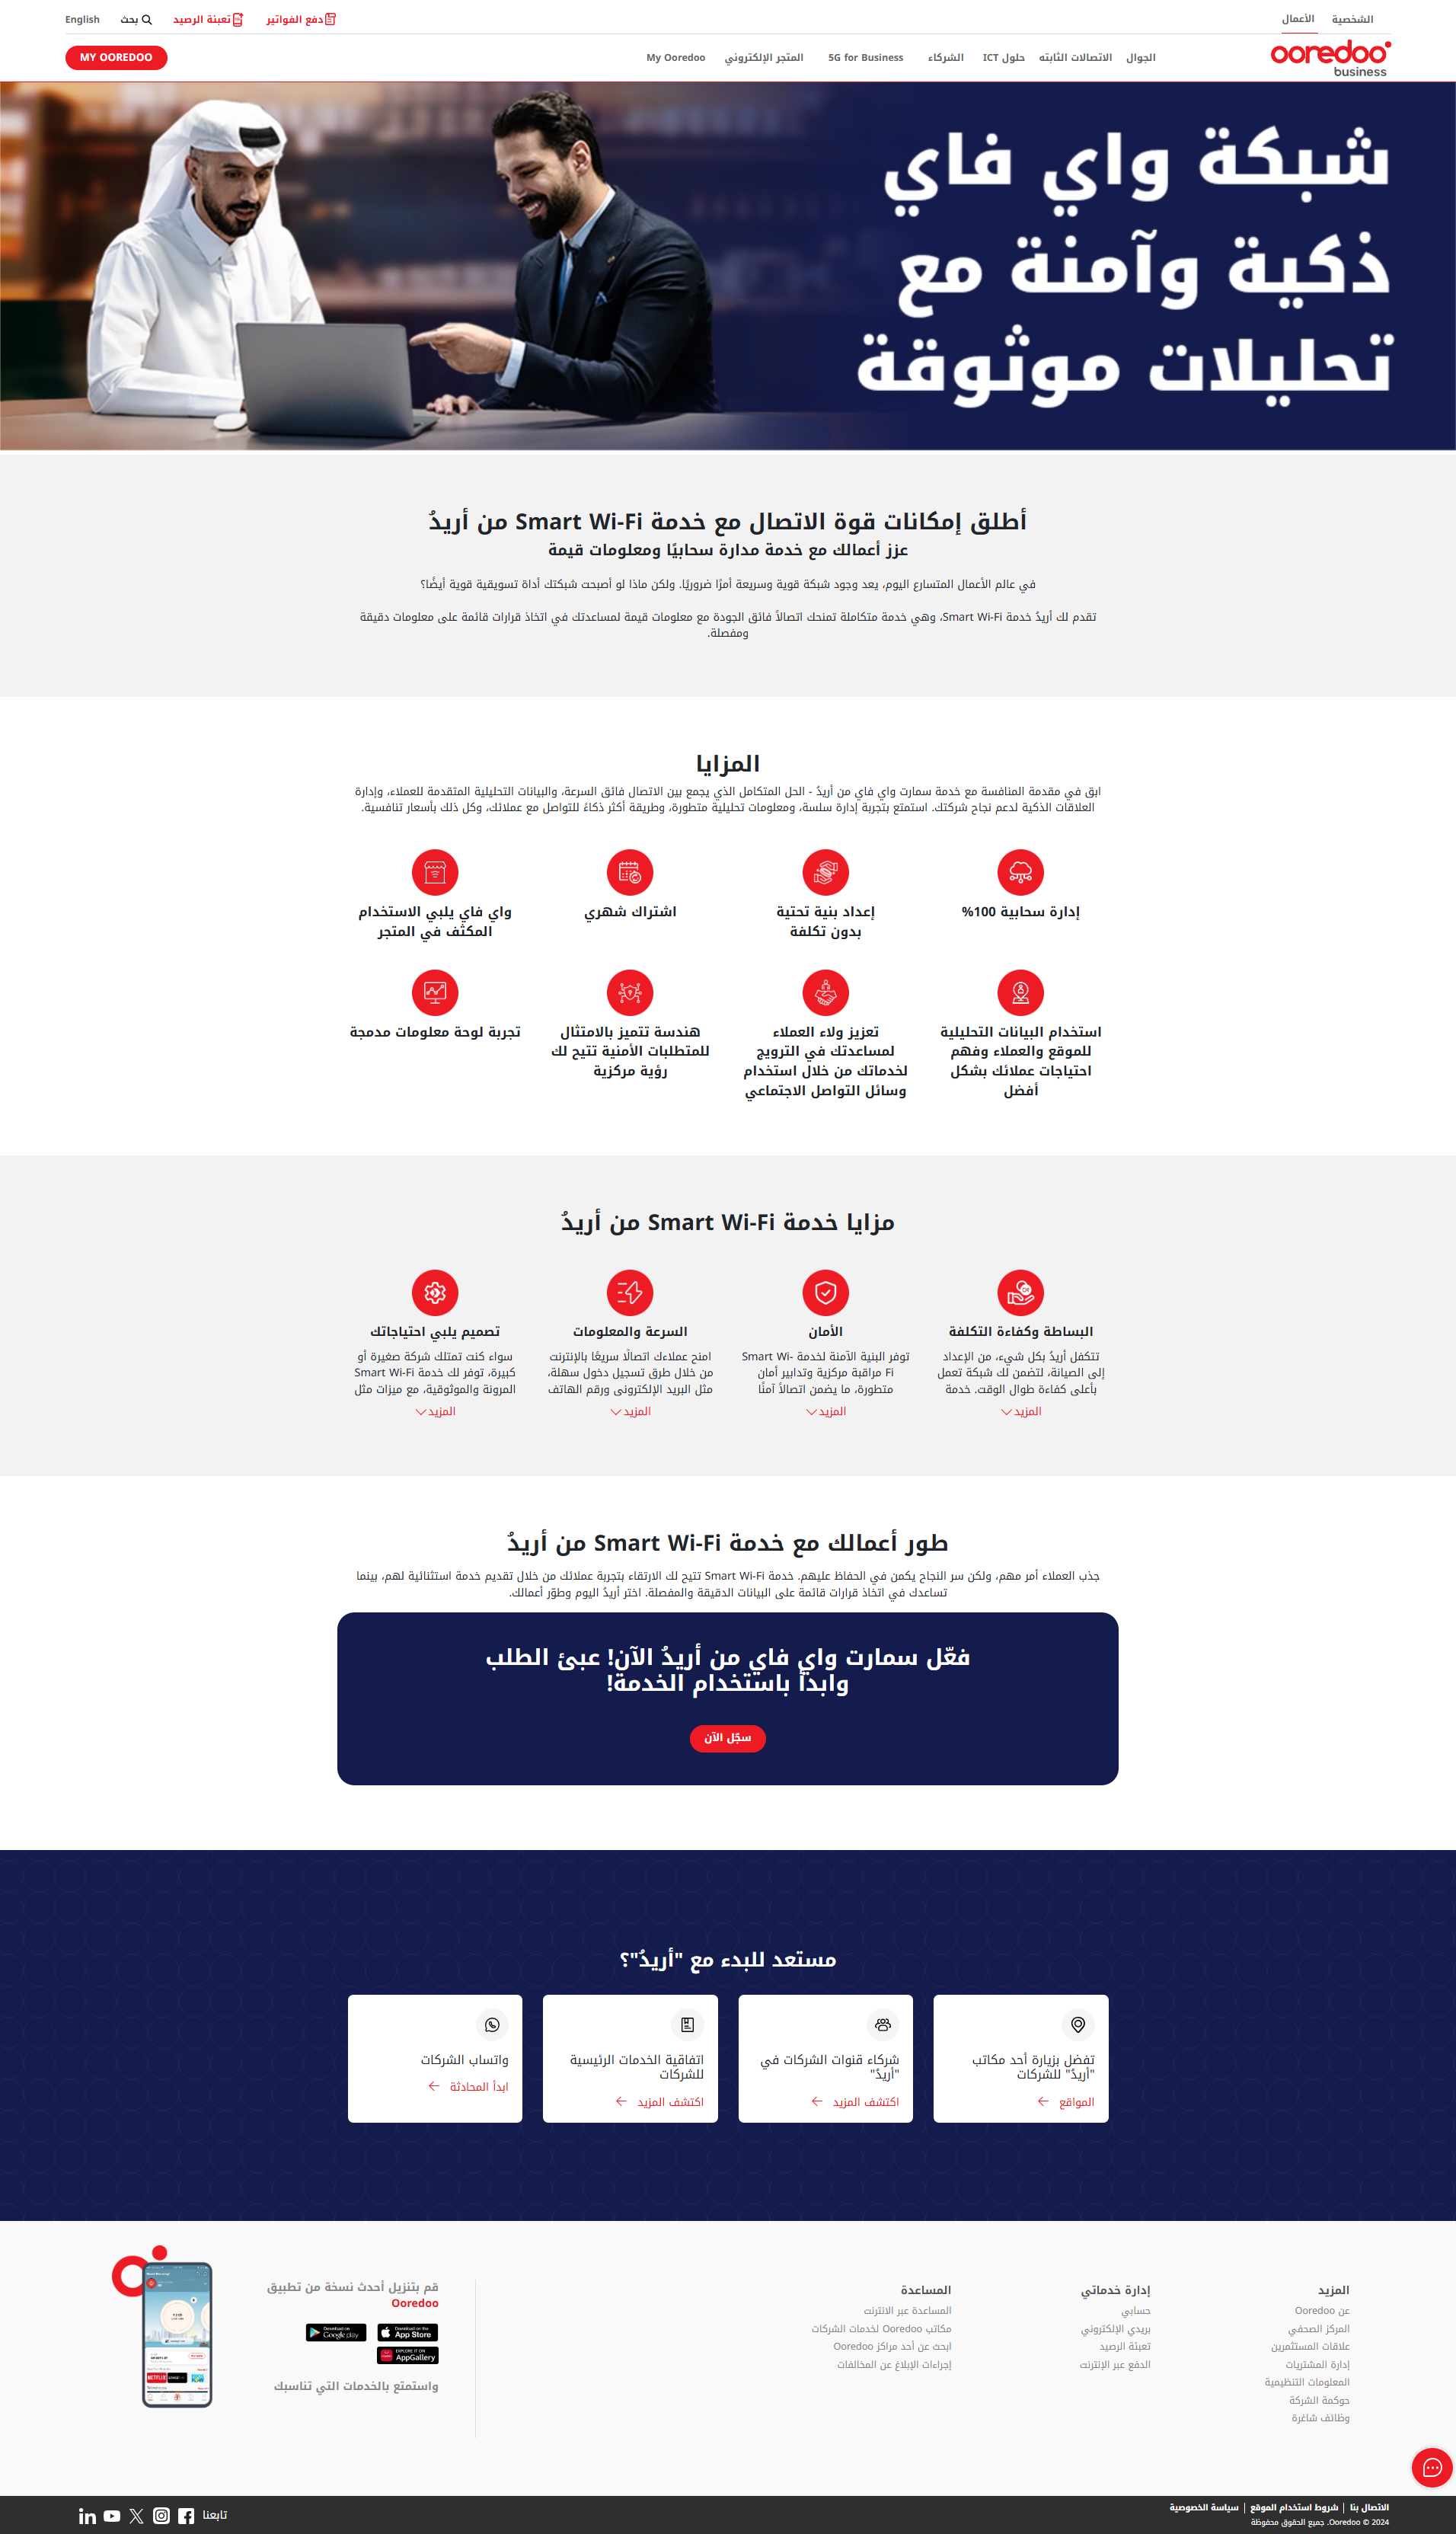 الشخصية
الأعمال
دفع الفواتير
تعبئة الرصيد
بحث
English
ooredoo
business
الجوال
الاتصالات الثابته
حلول ICT
الشركاء
5G for Business
المتجر الإلكتروني
My Ooredoo
MY OOREDOO
شبكة واي فاي
ذكية وآمنة مع
تحليلات موثوقة
أطلق إمكانات قوة الاتصال مع خدمة Smart Wi-Fi من أريدُ
عزز أعمالك مع خدمة مدارة سحابيًا ومعلومات قيمة
في عالم الأعمال المتسارع اليوم، يعد وجود شبكة قوية وسريعة أمرًا ضروريًا. ولكن ماذا لو أصبحت شبكتك أداة تسويقية قوية أيضًا؟
تقدم لك أريدُ خدمة Smart Wi-Fi، وهي خدمة متكاملة تمنحك اتصالاً فائق الجودة مع معلومات قيمة لمساعدتك في اتخاذ قرارات قائمة على معلومات دقيقة
ومفصلة.
المزايا
ابق في مقدمة المنافسة مع خدمة سمارت واي فاي من أريدُ - الحل المتكامل الذي يجمع بين الاتصال فائق السرعة، والبيانات التحليلية المتقدمة للعملاء، وإدارة
العلاقات الذكية لدعم نجاح شركتك. استمتع بتجربة إدارة سلسة، ومعلومات تحليلية متطورة، وطريقة أكثر ذكاءً للتواصل مع عملائك، وكل ذلك بأسعار تنافسية.
إدارة سحابية 100%
إعداد بنية تحتية
بدون تكلفة
اشتراك شهري
واي فاي يلبي الاستخدام
المكثف في المتجر
استخدام البيانات التحليلية
للموقع والعملاء وفهم
احتياجات عملائك بشكل
أفضل
تعزيز ولاء العملاء
لمساعدتك في الترويج
لخدماتك من خلال استخدام
وسائل التواصل الاجتماعي
هندسة تتميز بالامتثال
للمتطلبات الأمنية تتيح لك
رؤية مركزية
تجربة لوحة معلومات مدمجة
مزايا خدمة Smart Wi-Fi من أريدُ
البساطة وكفاءة التكلفة
تتكفل أريدُ بكل شيء، من الإعداد
إلى الصيانة، لتضمن لك شبكة تعمل
بأعلى كفاءة طوال الوقت. خدمة
المزيد
الأمان
توفر البنية الآمنة لخدمة Smart Wi-
Fi مراقبة مركزية وتدابير أمان
متطورة، ما يضمن اتصالاً آمنًا
المزيد
السرعة والمعلومات
امنح عملاءك اتصالًا سريعًا بالإنترنت
من خلال طرق تسجيل دخول سهلة،
مثل البريد الإلكتروني ورقم الهاتف
المزيد
تصميم يلبي احتياجاتك
سواء كنت تمتلك شركة صغيرة أو
كبيرة، توفر لك خدمة Smart Wi-Fi
المرونة والموثوقية، مع ميزات مثل
المزيد
طور أعمالك مع خدمة Smart Wi-Fi من أريدُ
جذب العملاء أمر مهم، ولكن سر النجاح يكمن في الحفاظ عليهم. خدمة Smart Wi-Fi تتيح لك الارتقاء بتجربة عملائك من خلال تقديم خدمة استثنائية لهم، بينما
تساعدك في اتخاذ قرارات قائمة على البيانات الدقيقة والمفصلة. اختر أريدُ اليوم وطوّر أعمالك.
فعّل سمارت واي فاي من أريدُ الآن! عبئ الطلب
وابدأ باستخدام الخدمة!
سجّل الآن
مستعد للبدء مع "أريدُ"؟
تفضل بزيارة أحد مكاتب
"أريدُ" للشركات
المواقع
شركاء قنوات الشركات في
"أريدُ"
اكتشف المزيد
اتفاقية الخدمات الرئيسية
للشركات
اكتشف المزيد
واتساب الشركات
ابدأ المحادثة
المزيد
عن Ooredoo
المركز الصحفي
علاقات المستثمرين
إدارة المشتريات
المعلومات التنظيمية
حوكمة الشركة
وظائف شاغرة
إدارة خدماتي
حسابي
بريدي الإلكتروني
تعبئة الرصيد
الدفع عبر الإنترنت
المساعدة
المساعدة عبر الانترنت
مكاتب Ooredoo لخدمات الشركات
ابحث عن أحد مراكز Ooredoo
إجراءات الإبلاغ عن المخالفات
قم بتنزيل أحدث نسخة من تطبيق
Ooredoo
Download on the
App Store
Download on
Google play
EXPLORE IT ON
AppGallery
واستمتع بالخدمات التي تناسبك
NETFLIX
الاتصال بنا | شروط استخدام الموقع | سياسة الخصوصية
Ooredoo © 2024. جميع الحقوق محفوظة
تابعنا